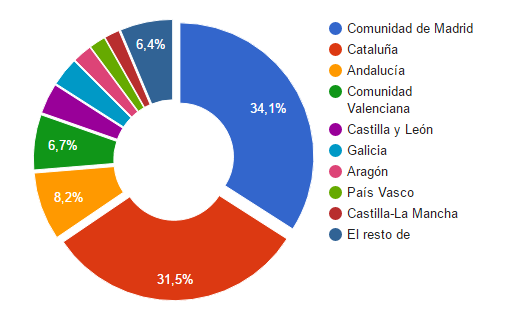 6,4%
34,1%
6,7%
8,2%
31,5%
Comunidad de Madrid
Cataluña
Andalucía
Comunidad
Valenciana
Castilla y León
Galicia
Aragón
País Vasco
Castilla-La Mancha
El resto de